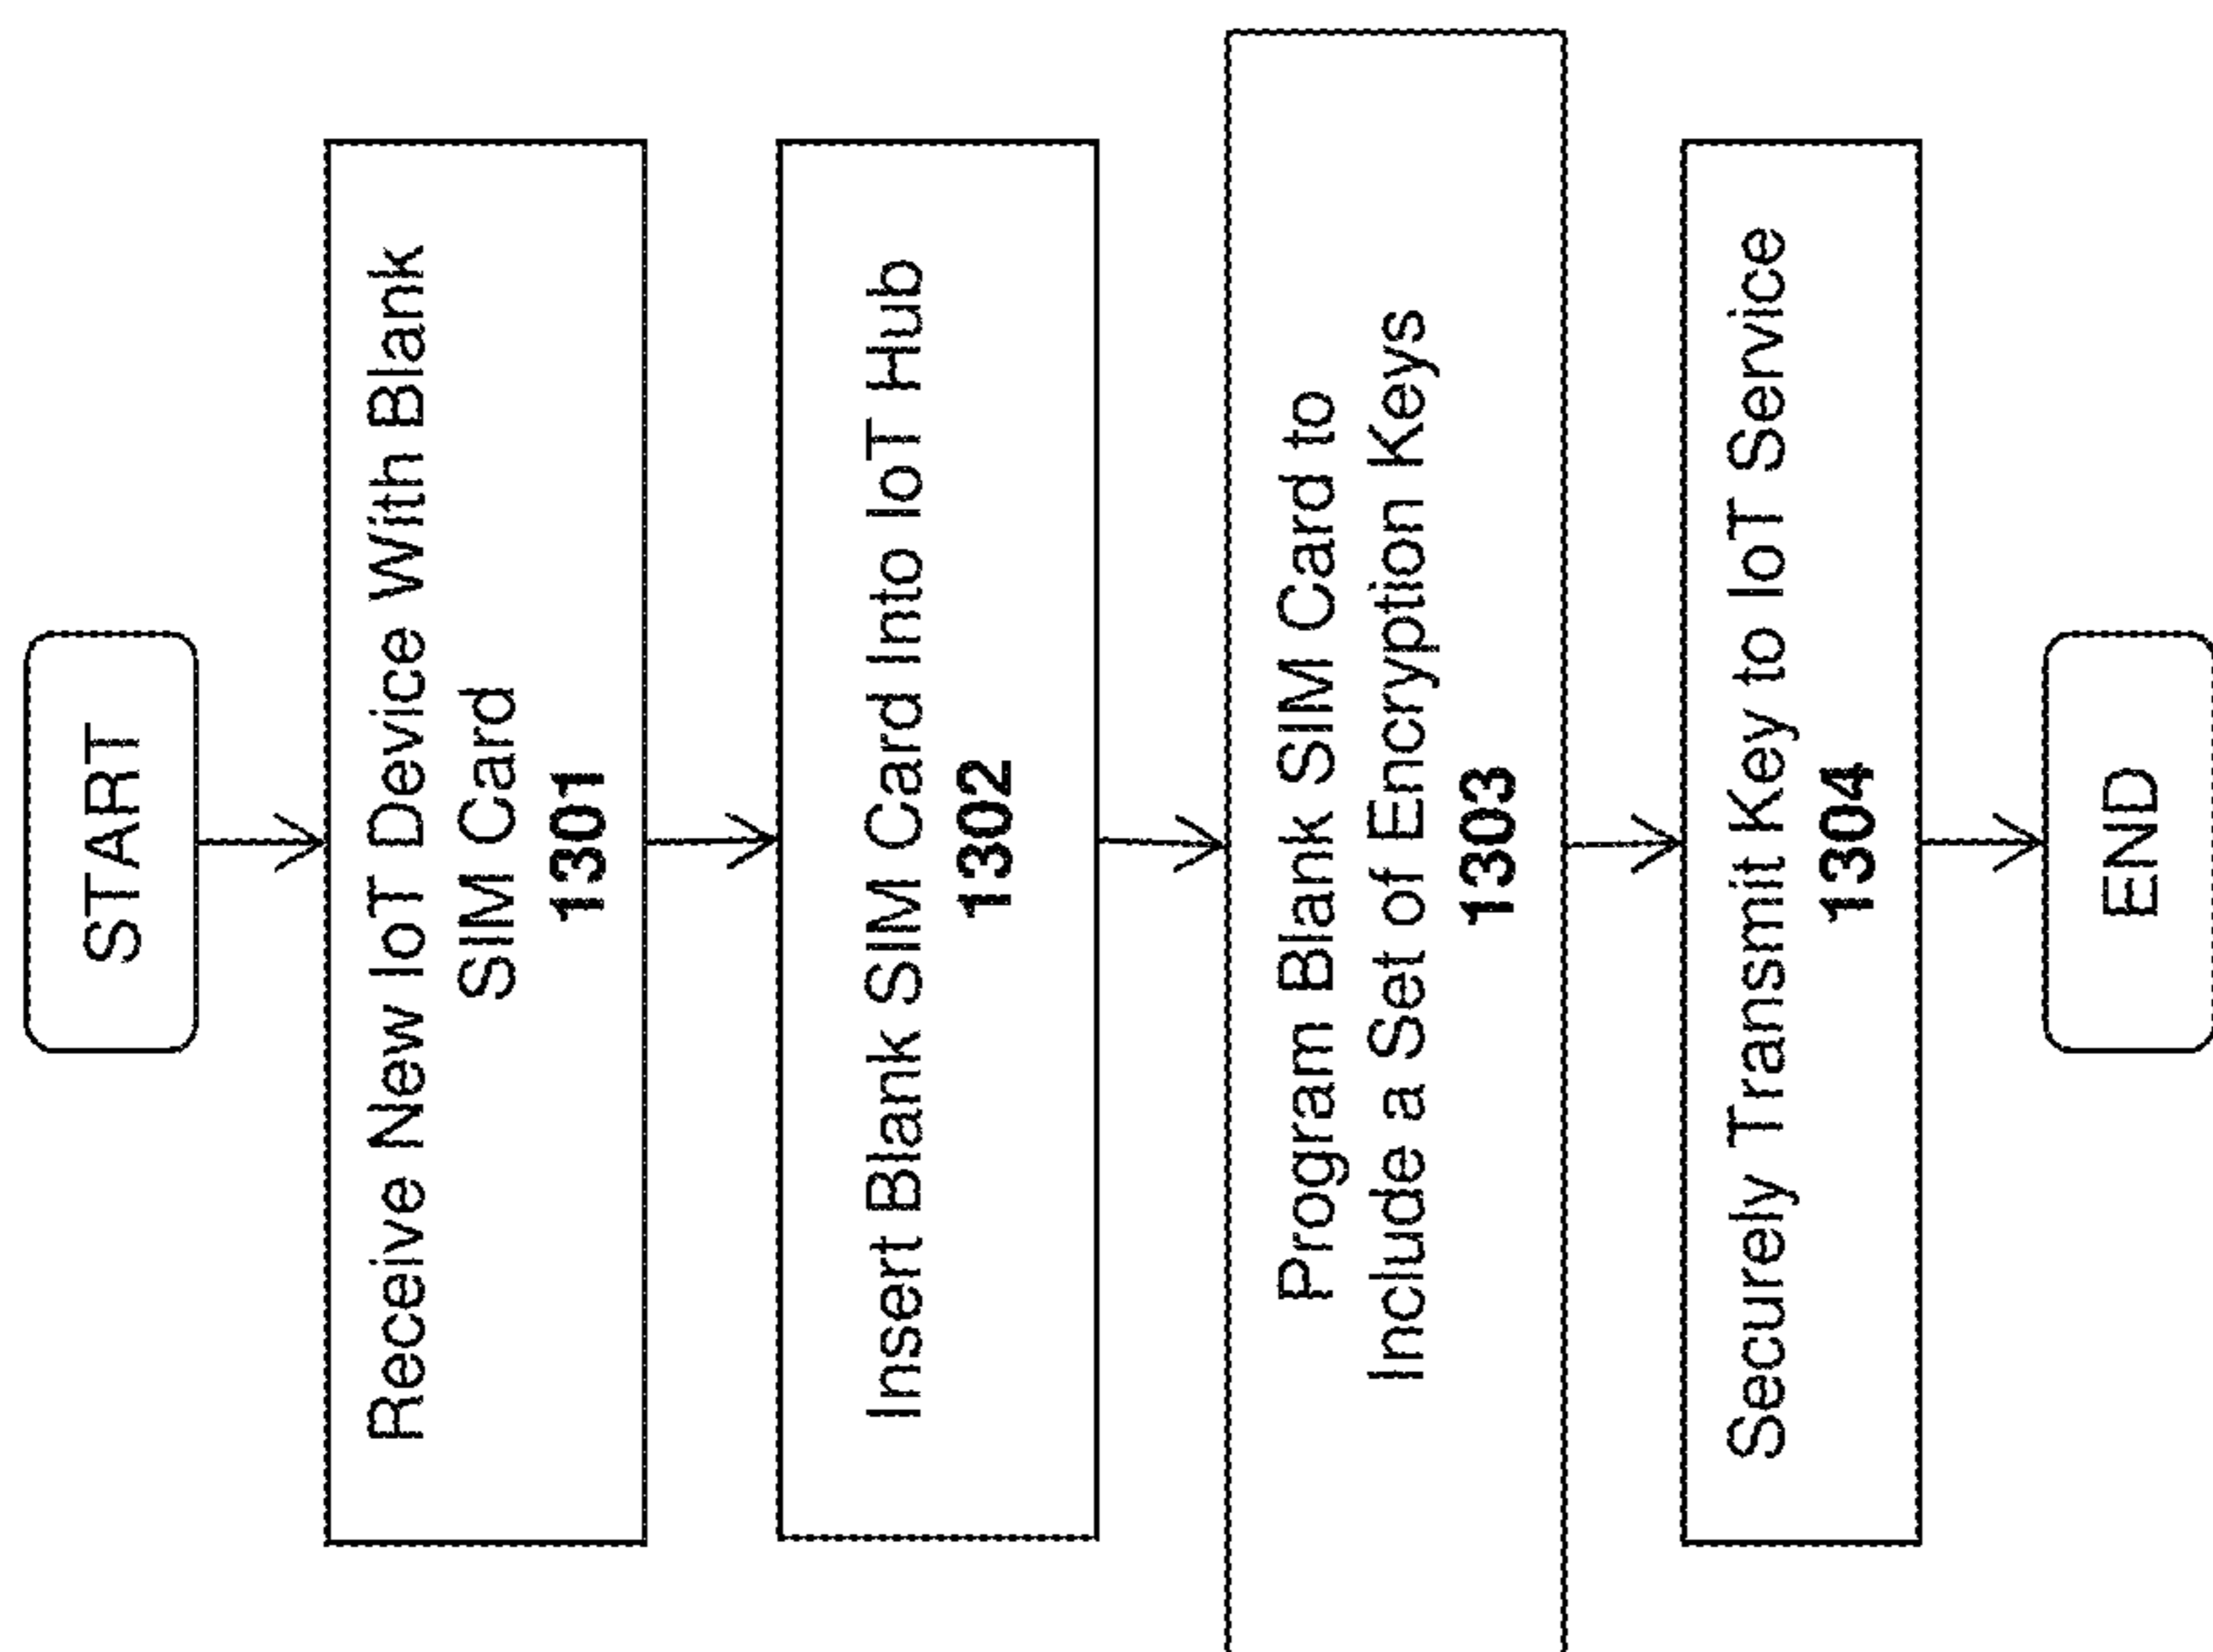 START
Receive New IoT Device With Blank
SIM Card
1301
Insert Blank SIM Card Into IoT Hub
1302
Program Blank SIM Card to
Include a Set of Encryption Keys
1303
Securely Transmit Key to IoT Service
1304
END